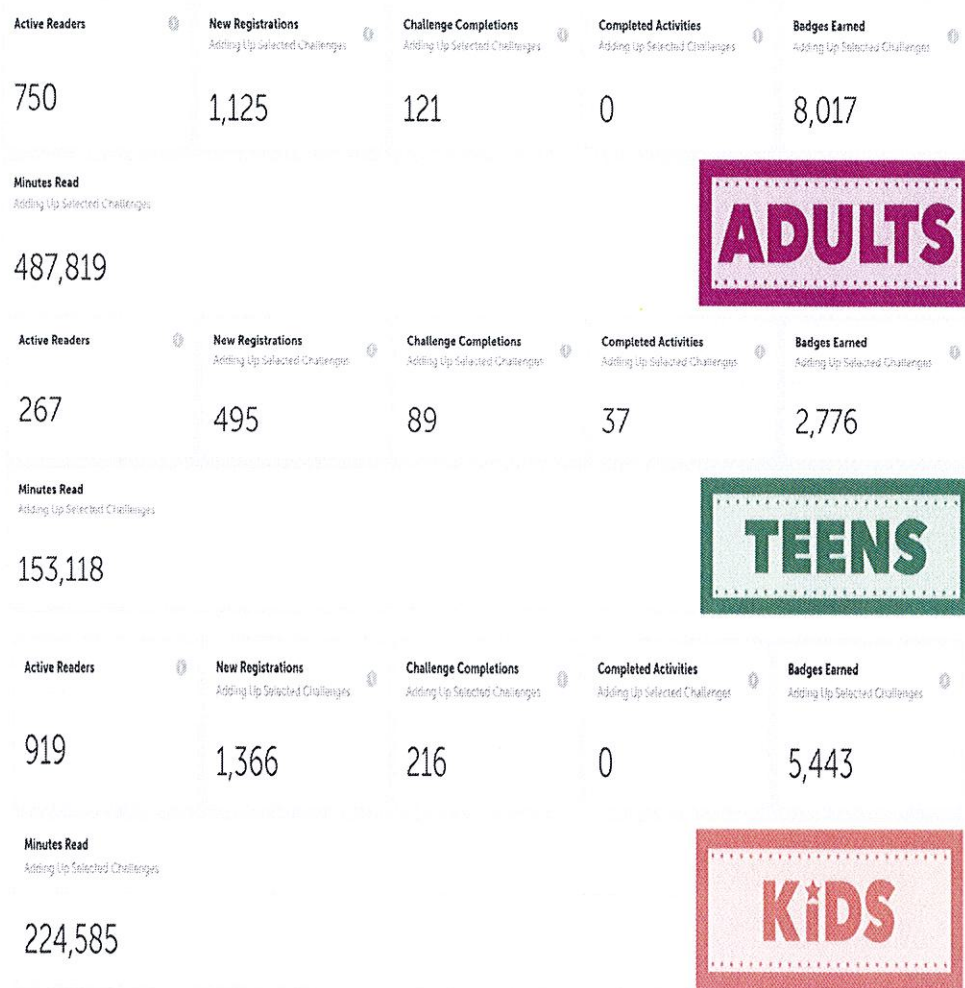 Active Readers
New Registrations
Adding Up Selected Challenges
Challenge Completions
Adding Up Selected Challenges
Completed Activities
Adding Up Selected Challenges
Badges Earned
Adding Up Selected Challenges
750
1,125
121
0
8,017
Minutes Read
Adding Up Selected Challenges
487,819
ADULTS
Active Readers
New Registrations
Adding Up Selected Challenges
Challenge Completions
Adding Up Selected Challenges
Completed Activities
Adding Up Selected Challenges
Badges Earned
Adding Up Selected Challenges
267
495
89
37
2,776
Minutes Read
Adding Up Selected Challenges
153,118
TEENS
Active Readers
New Registrations
Adding Up Selected Challenges
Challenge Completions
Adding Up Selected Challenges
Completed Activities
Adding Up Selected Challenges
Badges Earned
Adding Up Selected Challenges
919
1,366
216
0
5,443
Minutes Read
Adding Up Selected Challenges
224,585
KiDS